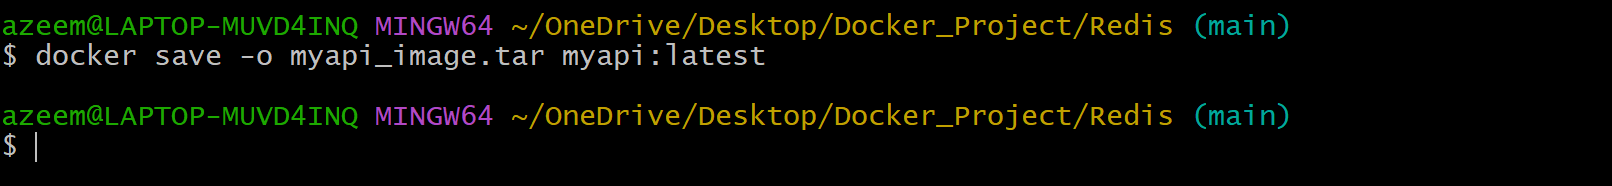 azeem@LAPTOP-MUVD4INQ MINGW64 ~/OneDrive/Desktop/Docker_Project/Redis (main)
$ docker save -o myapi_image.tar myapi:latest
azeem@LAPTOP-MUVD4INQ MINGW64 ~/OneDrive/Desktop/Docker_Project/Redis (main)
$